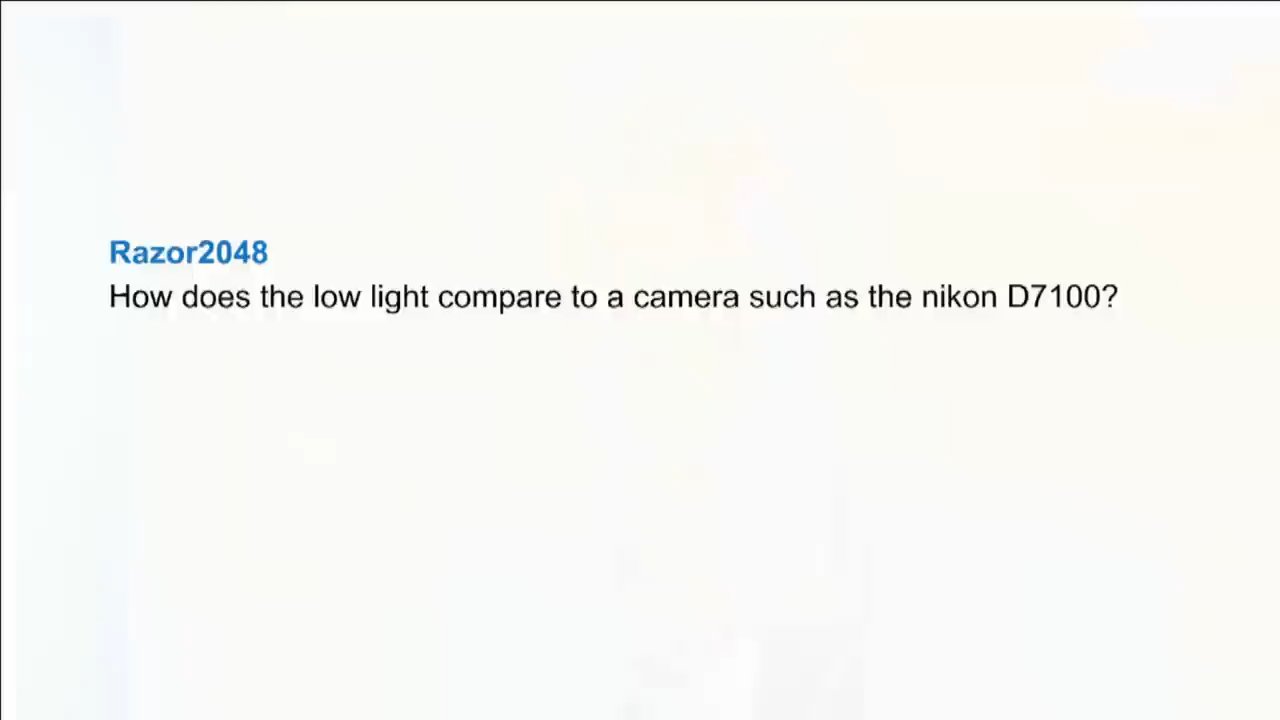 Razor2048
How does the low light compare to a camera such as the nikon D7100?